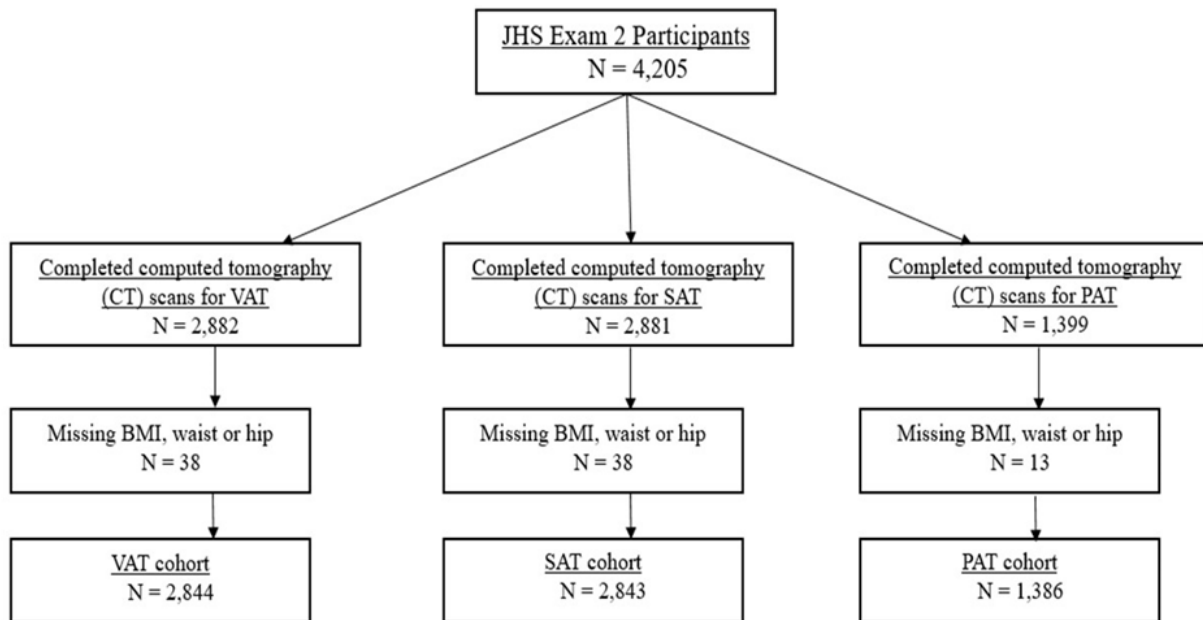 JHS Exam 2 Participants
N = 4,205
Completed computed tomography
(CT) scans for VAT
N = 2,882
Completed computed tomography
(CT) scans for SAT
N = 2,881
Completed computed tomography
(CT) scans for PAT
N = 1,399
Missing BMI, waist or hip
N = 38
Missing BMI, waist or hip
N = 38
Missing BMI, waist or hip
N = 13
VAT cohort
N = 2,844
SAT cohort
N = 2,843
PAT cohort
N = 1,386